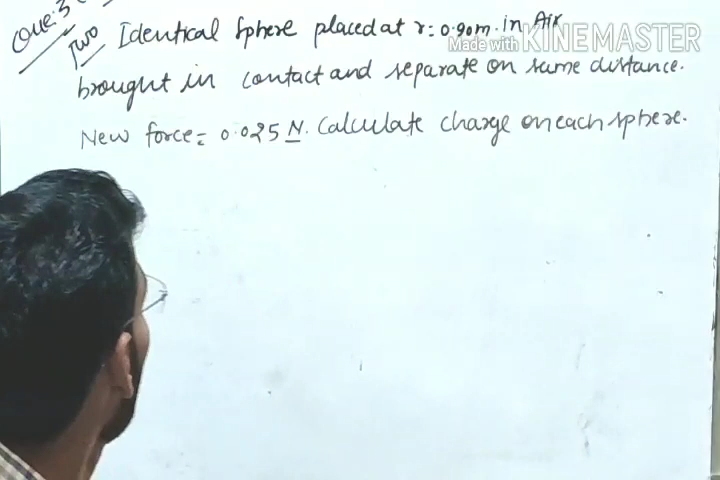 Que:3
Two Identical Sphere placed at r = 0.90m. in Air
Made with KINEMASTER
brought in contact and separate on same distance.
New force = 0.025 N. Calculate charge on each sphere.